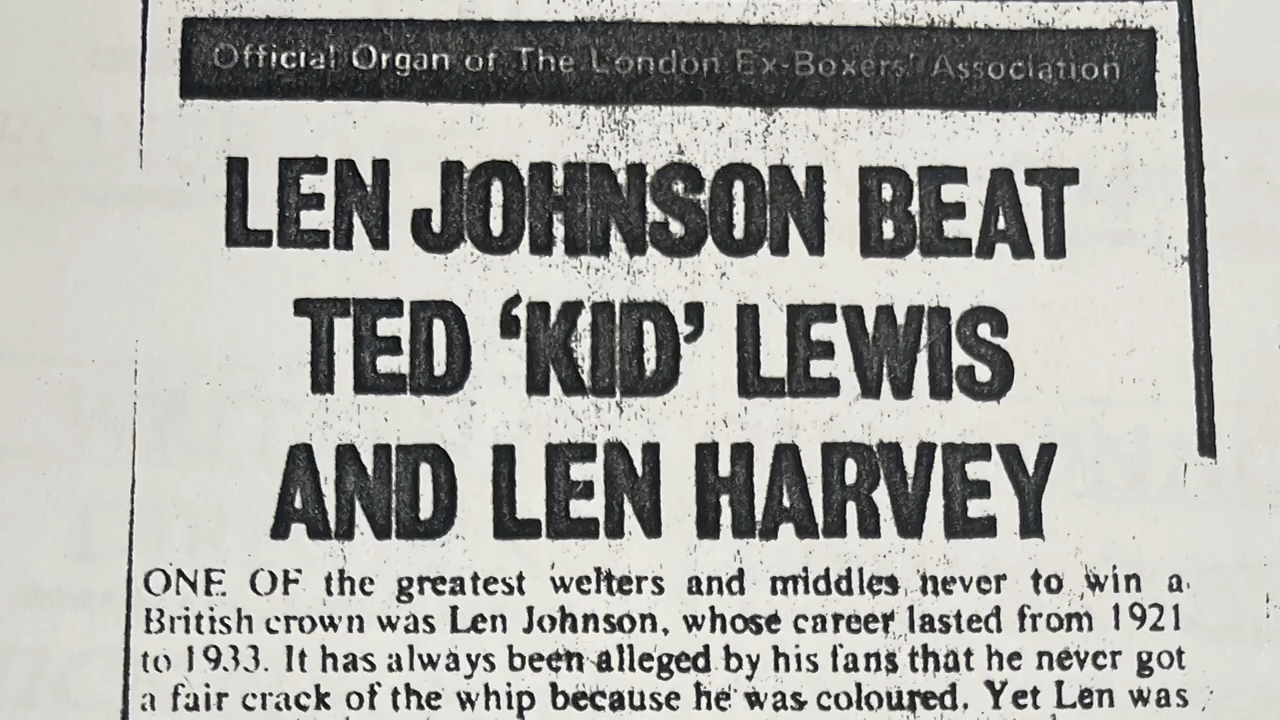 Official Organ of The London Ex-Boxers' Association
LEN JOHNSON BEAT
TED ‘KID’ LEWIS
AND LEN HARVEY
ONE OF the greatest welters and middles never to win a
British crown was Len Johnson, whose career lasted from 1921
to 1933. It has always been alleged by his fans that he never got
a fair crack of the whip because he was coloured. Yet Len was